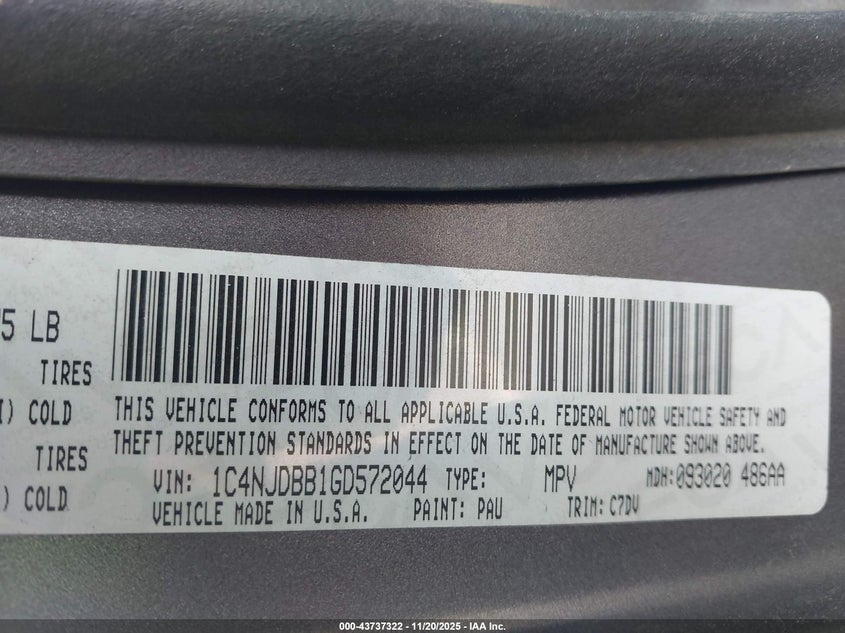 5 LB
TIRES
COLD
TIRES
) COLD
THIS VEHICLE CONFORMS TO ALL APPLICABLE U.S.A. FEDERAL MOTOR VEHICLE SAFETY AND
THEFT PREVENTION STANDARDS IN EFFECT ON THE DATE OF MANUFACTURE SHOWN ABOVE.
VIN: 1C4NJDBB1GD572044 TYPE: MPV MDH: 093020 486AA
VEHICLE MADE IN U.S.A. PAINT: PAU TRIM: C7DV
000-43737322 | 11/20/2025 - IAA Inc.